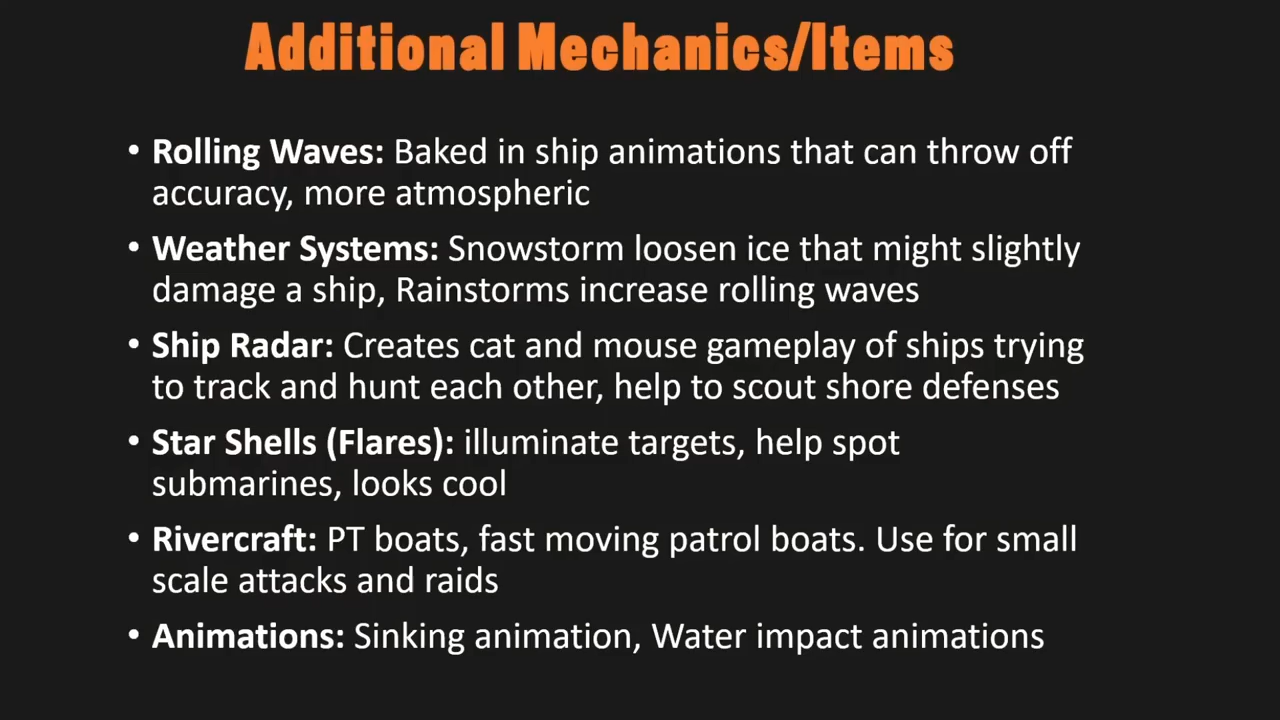 Additional Mechanics/Items
• Rolling Waves: Baked in ship animations that can throw off
accuracy, more atmospheric
• Weather Systems: Snowstorm loosen ice that might slightly
damage a ship, Rainstorms increase rolling waves
• Ship Radar: Creates cat and mouse gameplay of ships trying
to track and hunt each other, help to scout shore defenses
• Star Shells (Flares): illuminate targets, help spot
submarines, looks cool
• Rivercraft: PT boats, fast moving patrol boats. Use for small
scale attacks and raids
• Animations: Sinking animation, Water impact animations